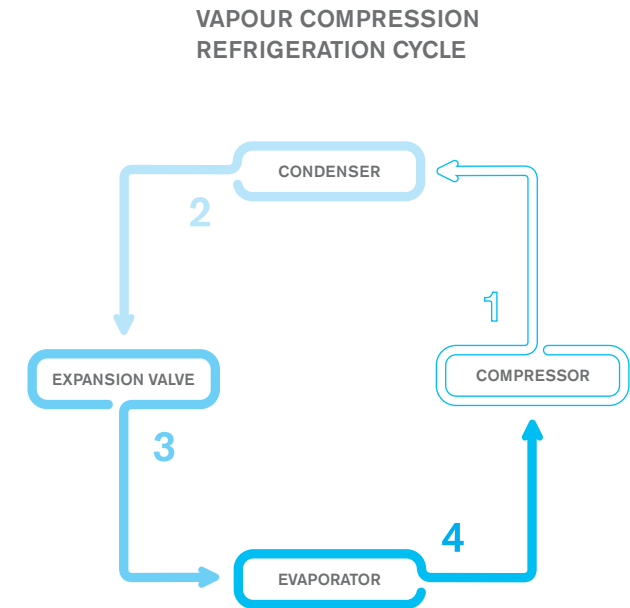 VAPOUR COMPRESSION
REFRIGERATION CYCLE
CONDENSER
2
1
EXPANSION VALVE
COMPRESSOR
3
4
EVAPORATOR